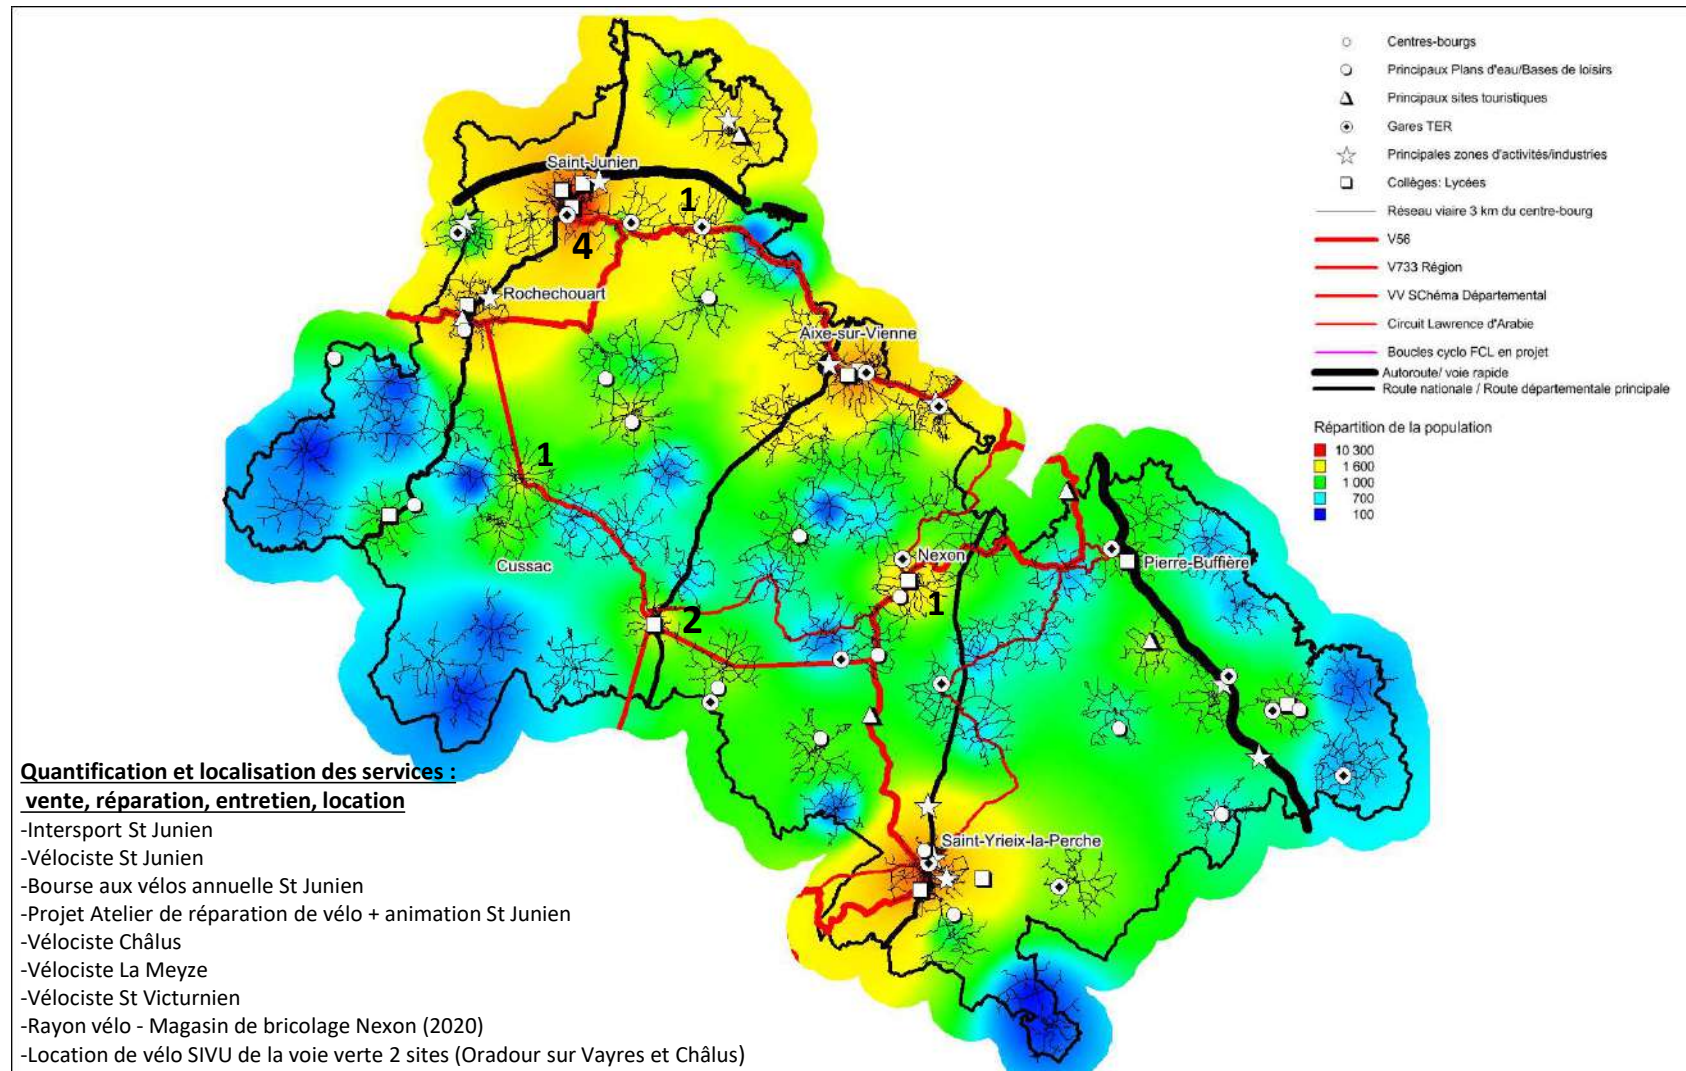 Centres-bourgs
Principaux Plans d'eau/Bases de loisirs
Principaux sites touristiques
Gares TER
Principales zones d'activités/industries
Collèges: Lycées
Réseau viaire 3 km du centre-bourg
V56
V733 Région
VV SChéma Départemental
Circuit Lawrence d'Arabie
Boucles cyclo FCL en projet
Autoroute/ voie rapide
Route nationale / Route départementale principale
Répartition de la population
10 300
1 600
1 000
700
100
Saint-Junien
1
4
Rochechouart
Aixe-sur-Vienne
1
Cussac
Nexon
Pierre-Buffière
1
2
Saint-Yrieix-la-Perche
Quantification et localisation des services :
vente, réparation, entretien, location
-Intersport St Junien
-Vélociste St Junien
-Bourse aux vélos annuelle St Junien
-Projet Atelier de réparation de vélo + animation St Junien
-Vélociste Châlus
-Vélociste La Meyze
-Vélociste St Victurnien
-Rayon vélo - Magasin de bricolage Nexon (2020)
-Location de vélo SIVU de la voie verte 2 sites (Oradour sur Vayres et Châlus)